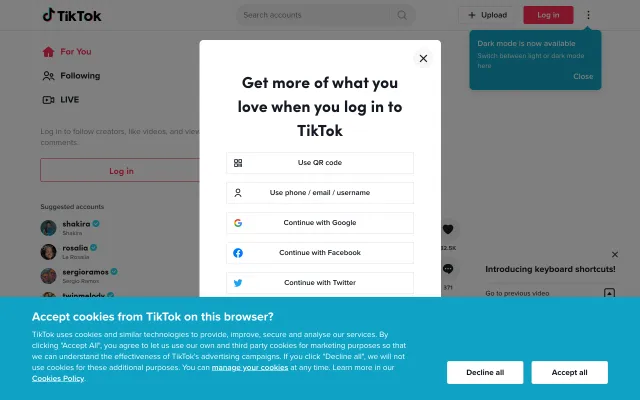 TikTok
Search accounts
Upload
Log in
Dark mode is now available
Switch between light or dark mode
here
Close
For You
Following
LIVE
Log in to follow creators, like videos, and view
comments.
Log in
Suggested accounts
shakira
Shakira
rosalia
La Rosalia
sergioramos
Sergio Ramos
twinmelody
Get more of what you
love when you log in to
TikTok
Use QR code
Use phone / email / username
Continue with Google
Continue with Facebook
Continue with Twitter
371
Introducing keyboard shortcuts!
Go to previous video
Accept cookies from TikTok on this browser?
TikTok uses cookies and similar technologies to provide, improve, secure and analyse our services. By
clicking "Accept All", you agree to let us use our own and third party cookies for marketing purposes so that
we can understand the effectiveness of TikTok's advertising campaigns. If you click "Decline all", we will
not use cookies for these additional purposes. You can manage your cookies at any time. Learn more in our
Cookies Policy.
Decline all
Accept all